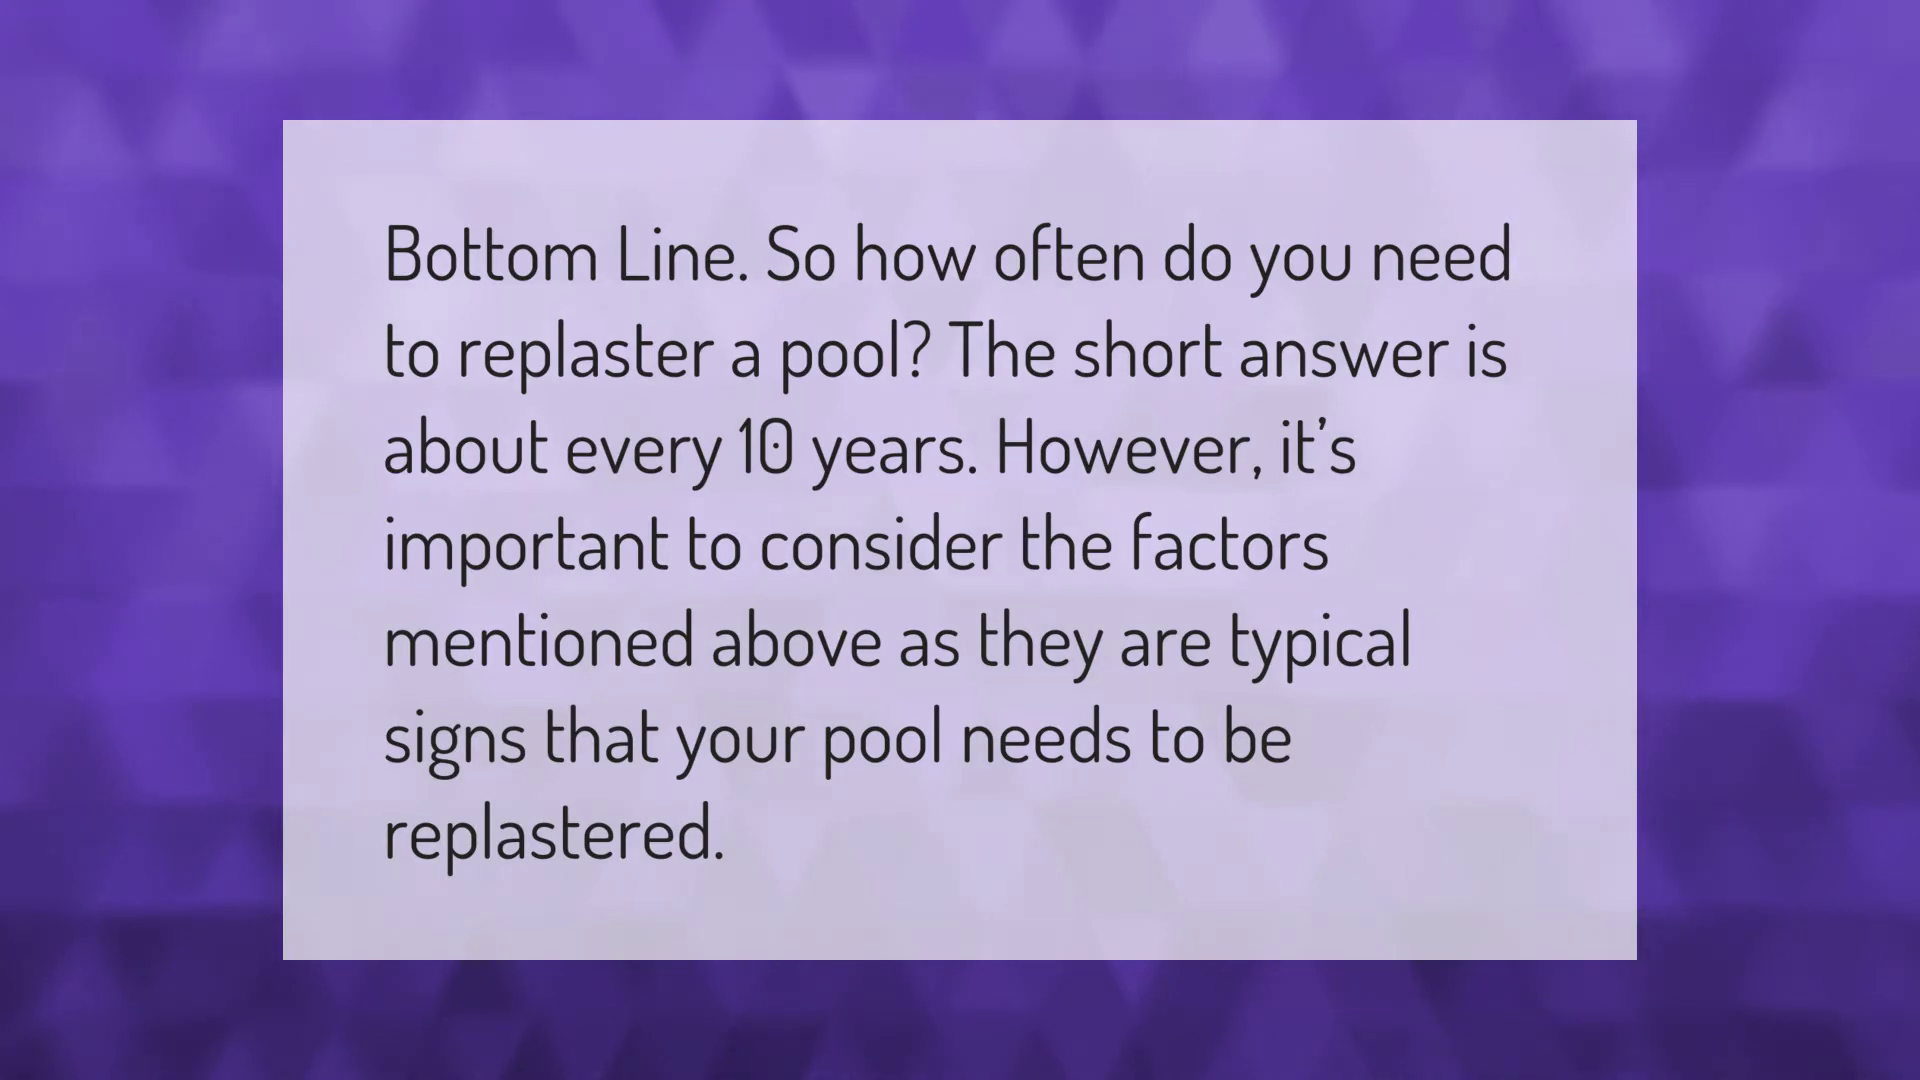 Bottom Line. So how often do you need
to replaster a pool? The short answer is
about every 10 years. However, it’s
important to consider the factors
mentioned above as they are typical
signs that your pool needs to be
replastered.